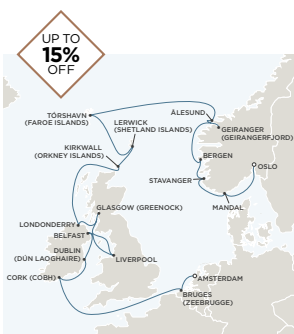 UP TO
15%
OFF
TÓRSHAVN
(FAROE ISLANDS)
LERWICK
(SHETLAND ISLANDS)
ÅLESUND
GEIRANGER
(GEIRANGERFJORD)
KIRKWALL
(ORKNEY ISLANDS)
BERGEN
OSLO
STAVANGER
MANDAL
GLASGOW (GREENOCK)
LONDONDERRY
BELFAST
DUBLIN
(DÚN LAOGHAIRE)
LIVERPOOL
CORK (COBH)
AMSTERDAM
BRUGES
(ZEEBRUGGE)